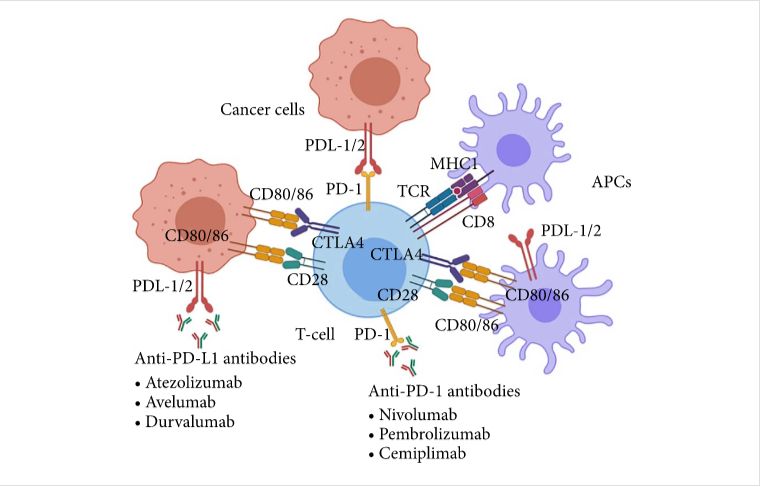 Cancer cells
PDL-1/2
MHC1
APCs
PD-1
TCR
CD80/86
CD8
CD80/86
CTLA4
PDL-1/2
CTLA4
PDL-1/2
CD28
CD28
CD80/86
CD80/86
T-cell
PD-1
Anti-PD-L1 antibodies
• Atezolizumab
• Avelumab
• Durvalumab
Anti-PD-1 antibodies
• Nivolumab
• Pembrolizumab
• Cemiplimab